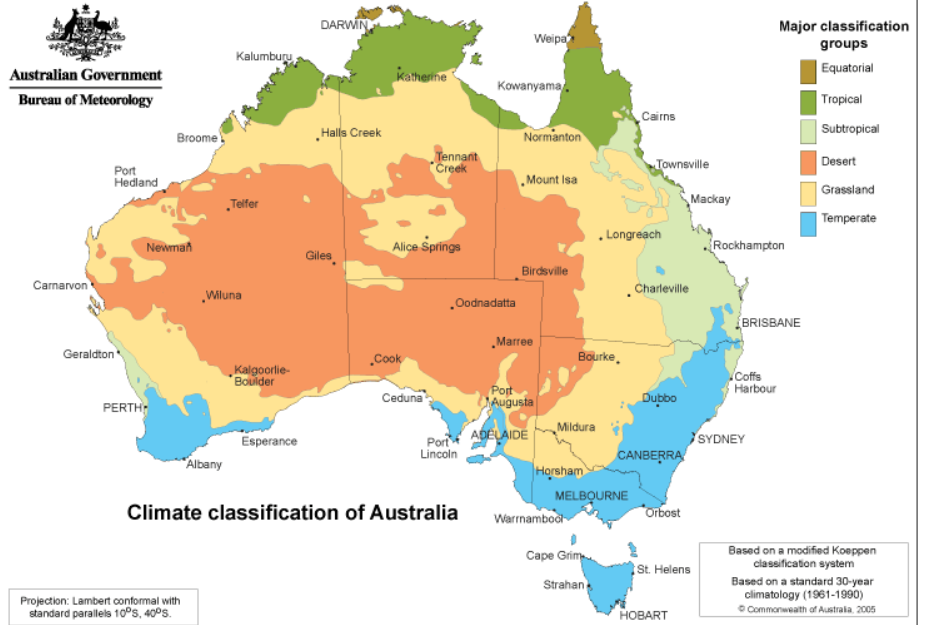 Australian Government
Bureau of Meteorology
Major classification
groups
Equatorial
Tropical
Subtropical
Desert
Grassland
Temperate
DARWIN
Weipa
Kalumburu
Katherine
Kowanyama
Cairns
Broome
Halls Creek
Normanton
Tennant
Creek
Townsville
Port
Hedland
Mount Isa
Mackay
Telfer
Longreach
Newman
Alice Springs
Rockhampton
Giles
Birdsville
Carnarvon
Wiluna
Oodnadatta
Charleville
BRISBANE
Geraldton
Marree
Cook
Bourke
Kalgoorlie-
Boulder
Coffs
Harbour
Ceduna
Port
Augusta
Dubbo
PERTH
Mildura
Esperance
Port
Lincoln
ADELAIDE
SYDNEY
CANBERRA
Albany
Horsham
MELBOURNE
Warrnambool
Orbost
Climate classification of Australia
Cape Grim
St. Helens
Strahan
HOBART
Based on a modified Koeppen
classification system
Based on a standard 30-year
climatology (1961-1990)
© Commonwealth of Australia, 2005
Projection: Lambert conformal with
standard parallels 10°S, 40°S.